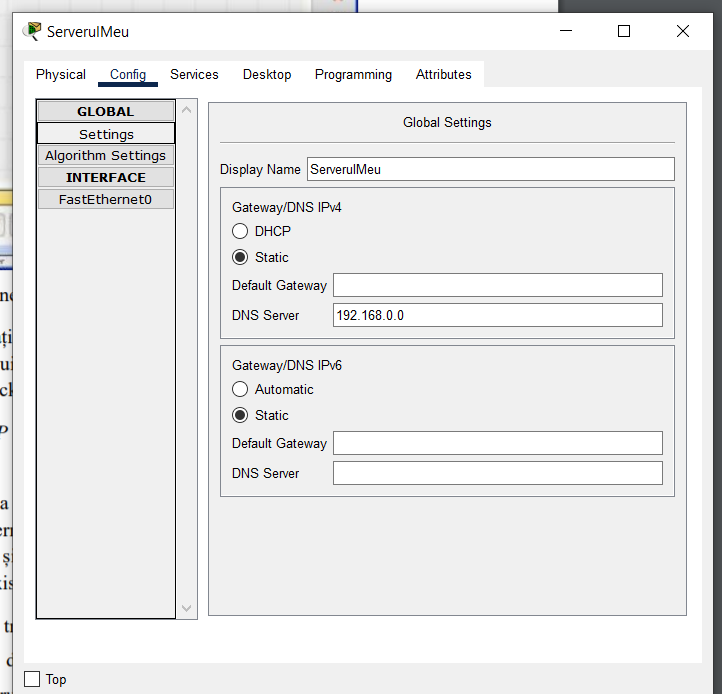 ServerulMeu
Physical Config Services Desktop Programming Attributes
GLOBAL
Settings
Algorithm Settings
INTERFACE
FastEthernet0
Global Settings
Display Name ServerulMeu
Gateway/DNS IPv4
DHCP
Static
Default Gateway
DNS Server 192.168.0.0
Gateway/DNS IPv6
Automatic
Static
Default Gateway
DNS Server
Top